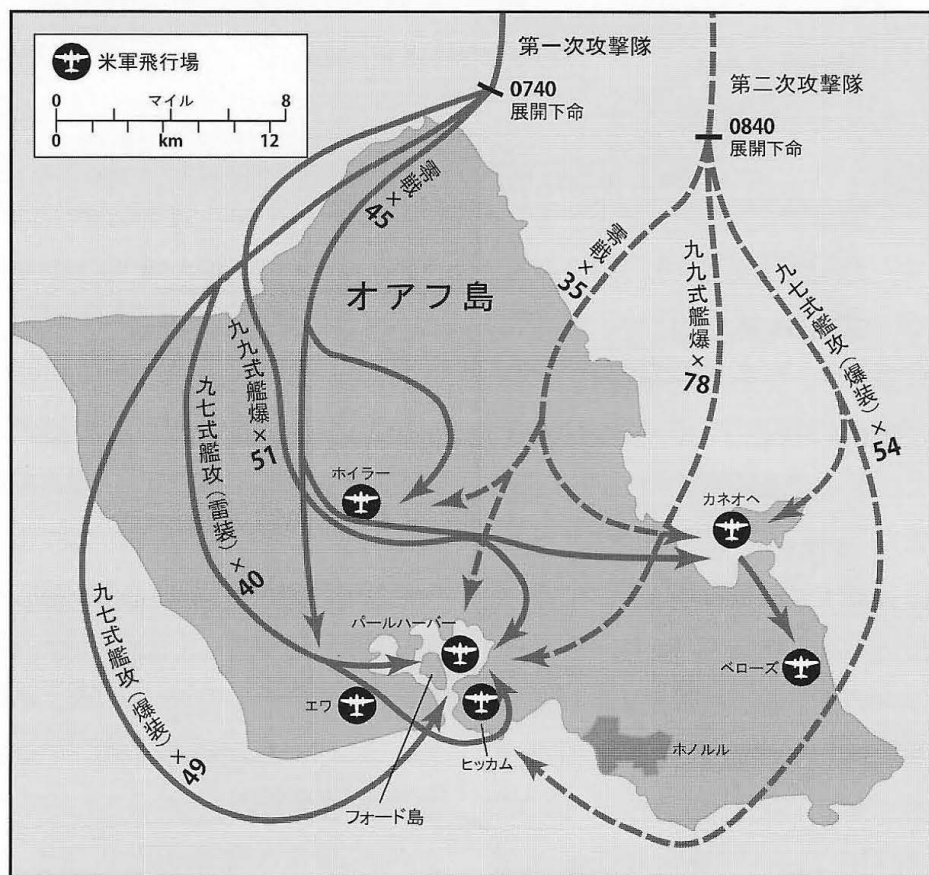 米軍飛行場
0 マイル 8
0 km 12
第一次攻撃隊
0740
展開下命
第二次攻撃隊
0840
展開下命
零戦×45
零戦×35
オアフ島
九九式艦爆×51
九九式艦爆×78
九七式艦攻(爆装)×54
九七式艦攻(雷装)×40
九七式艦攻(爆装)×49
ホイラー
カネオヘ
パールハーバー
ベローズ
エワ
ヒッカム
ホノルル
フォード島